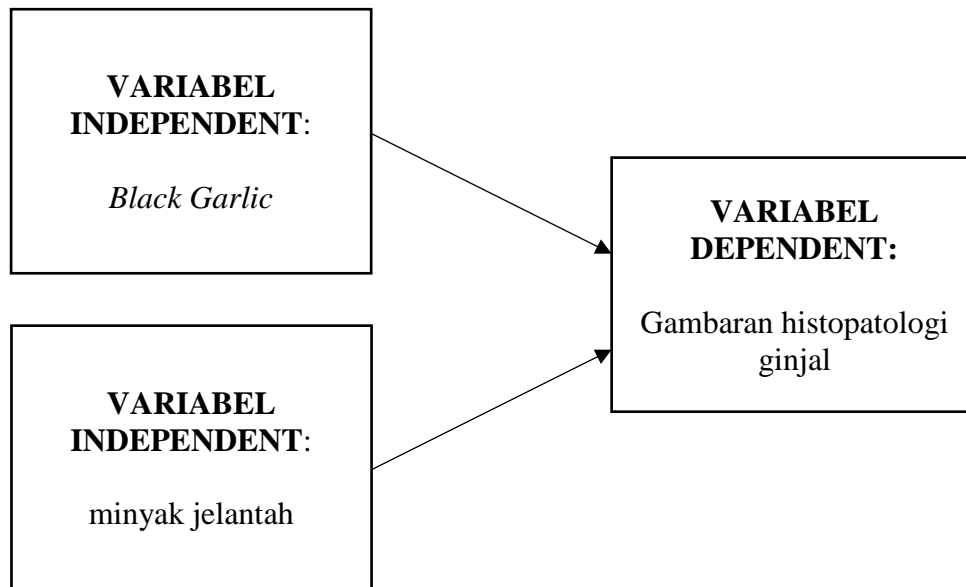 VARIABEL
INDEPENDENT:
Black Garlic
VARIABEL
INDEPENDENT:
minyak jelantah
VARIABEL
DEPENDENT:
Gambaran histopatologi
ginjal